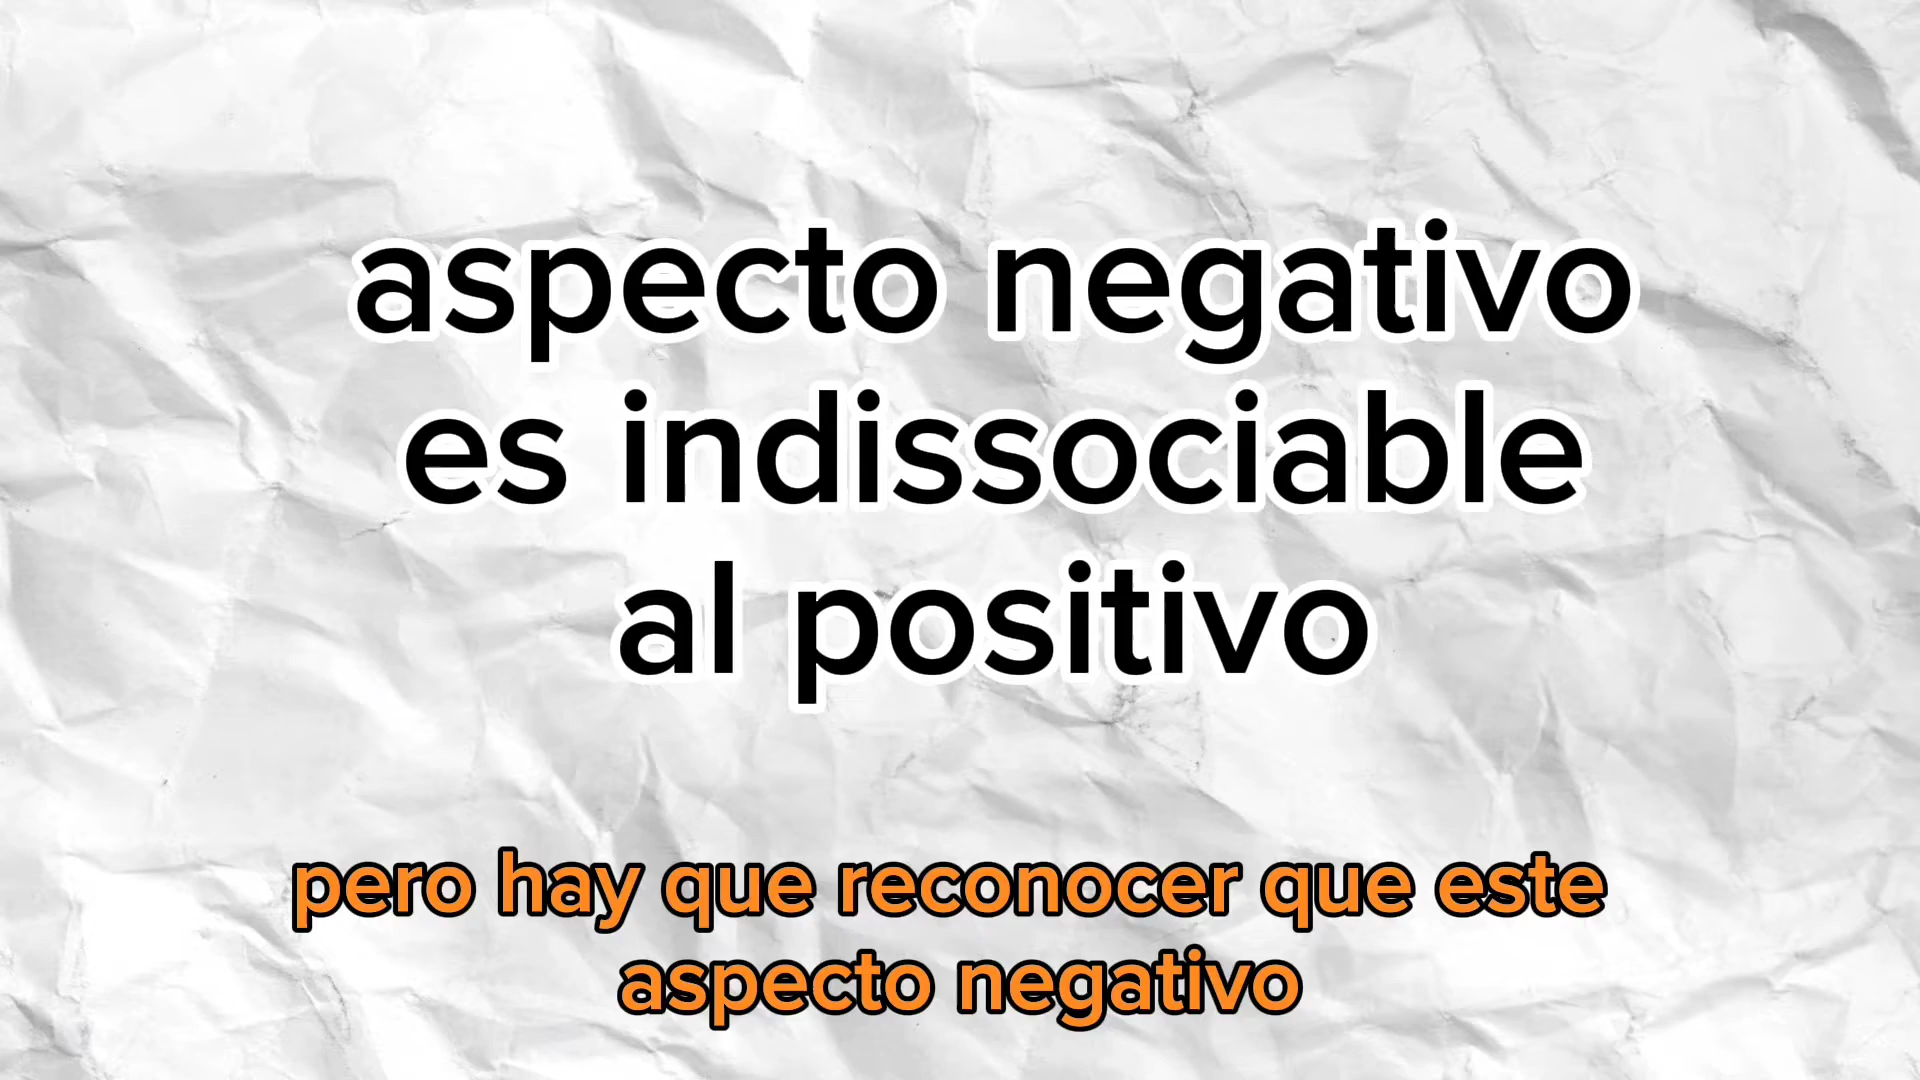 aspecto negativo
es indissociable
al positivo
pero hay que reconocer que este
aspecto negativo